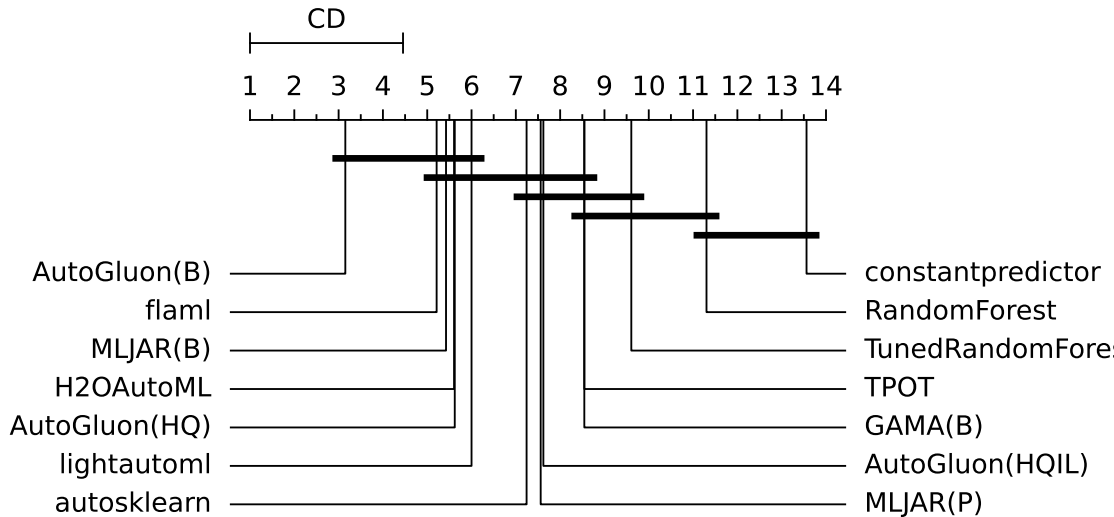 CD
1 2 3 4 5 6 7 8 9 10 11 12 13 14
AutoGluon(B) constantpredictor
flaml RandomForest
MLJAR(B) TunedRandomFores
H2OAutoML TPOT
AutoGluon(HQ) GAMA(B)
lightautoml AutoGluon(HQIL)
autosklearn MLJAR(P)